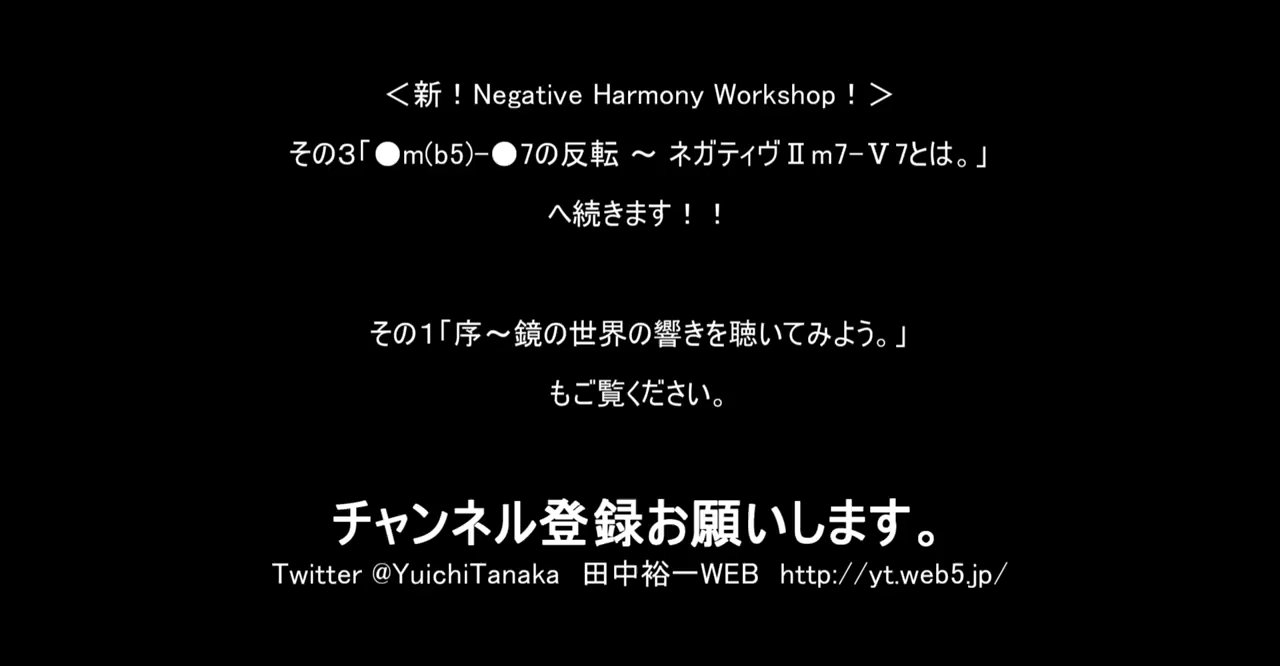 ＜新！Negative Harmony Workshop！＞
その３「●m(b5)-●7の反転 ～ ネガティヴⅡm7-Ⅴ7とは。」
へ続きます！！
その１「序～鏡の世界の響きを聴いてみよう。」
もご覧ください。
チャンネル登録お願いします。
Twitter @YuichiTanaka　田中裕一WEB　http://yt.web5.jp/